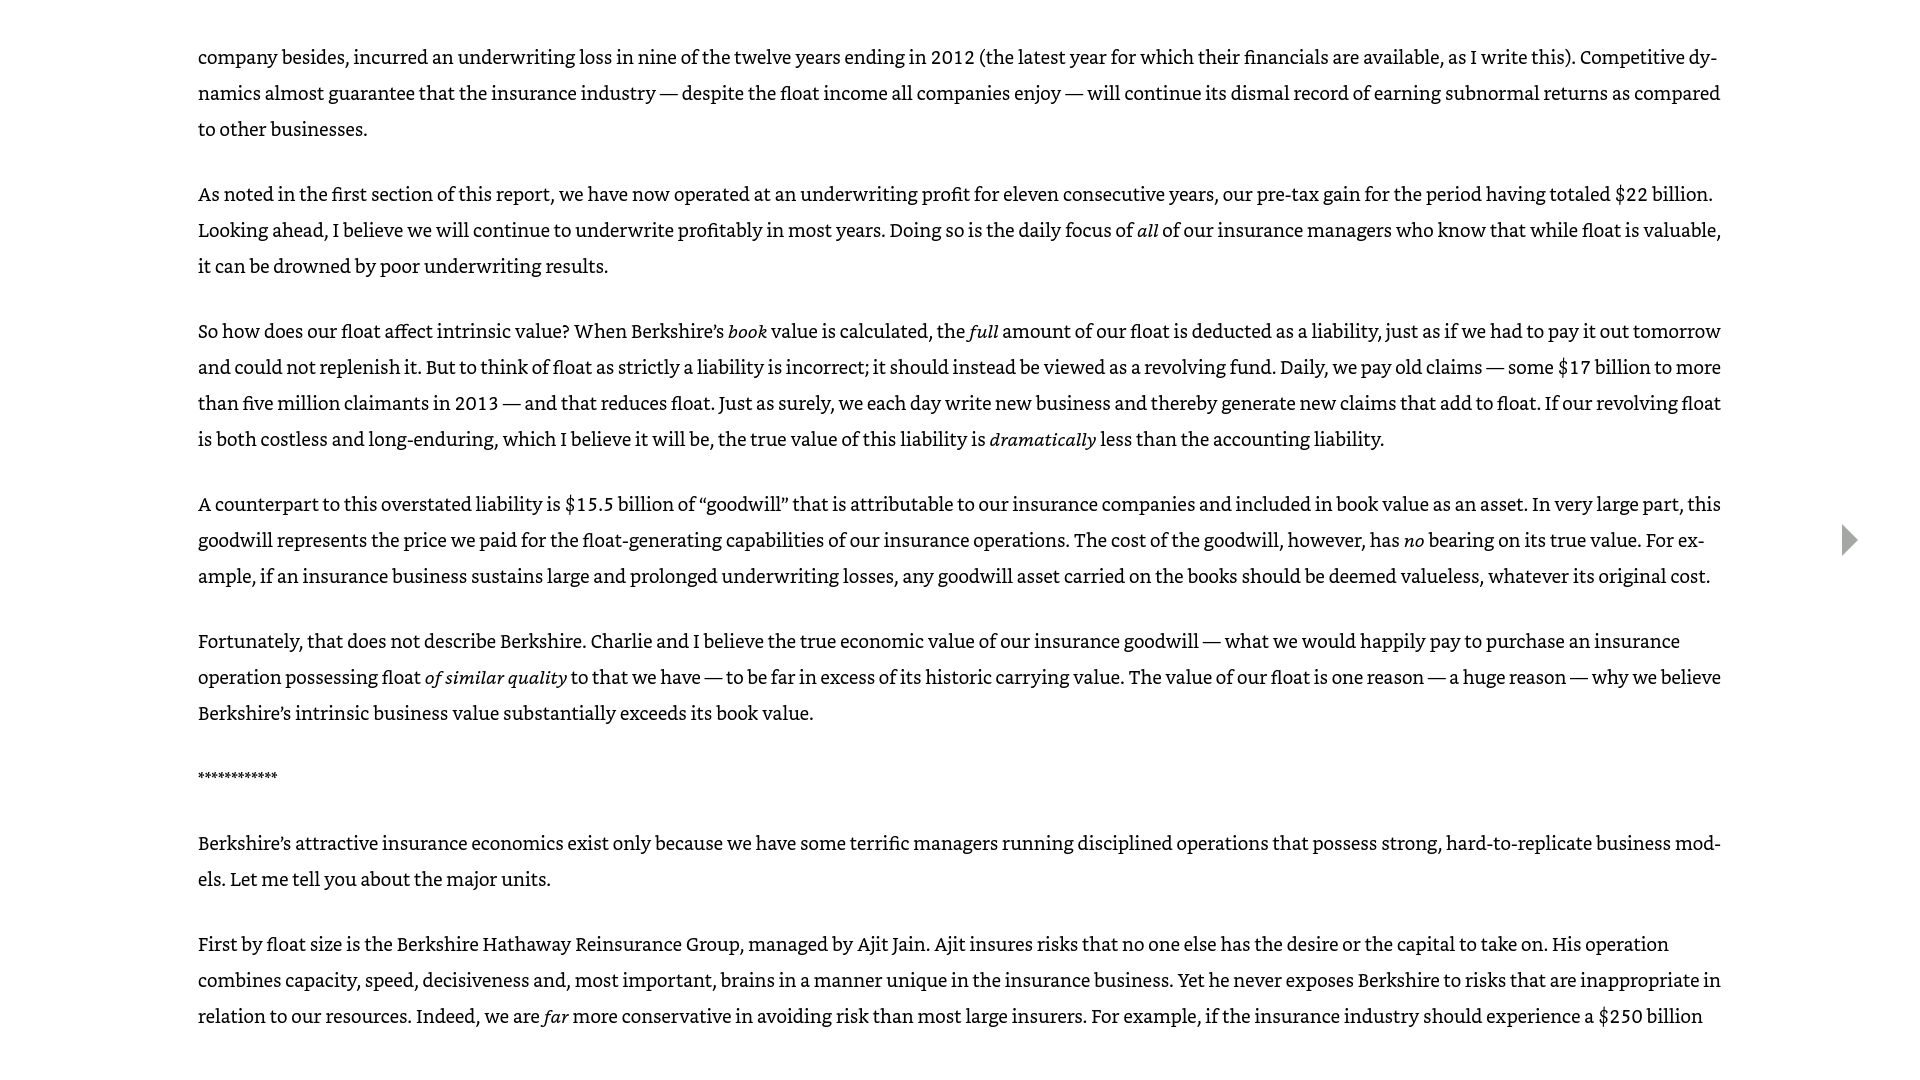 company besides, incurred an underwriting loss in nine of the twelve years ending in 2012 (the latest year for which their financials are available, as I write this). Competitive dy-
namics almost guarantee that the insurance industry — despite the float income all companies enjoy — will continue its dismal record of earning subnormal returns as compared
to other businesses.
As noted in the first section of this report, we have now operated at an underwriting profit for eleven consecutive years, our pre-tax gain for the period having totaled $22 billion.
Looking ahead, I believe we will continue to underwrite profitably in most years. Doing so is the daily focus of all of our insurance managers who know that while float is valuable,
it can be drowned by poor underwriting results.
So how does our float affect intrinsic value? When Berkshire’s book value is calculated, the full amount of our float is deducted as a liability, just as if we had to pay it out tomorrow
and could not replenish it. But to think of float as strictly a liability is incorrect; it should instead be viewed as a revolving fund. Daily, we pay old claims — some $17 billion to more
than five million claimants in 2013 — and that reduces float. Just as surely, we each day write new business and thereby generate new claims that add to float. If our revolving float
is both costless and long-enduring, which I believe it will be, the true value of this liability is dramatically less than the accounting liability.
A counterpart to this overstated liability is $15.5 billion of “goodwill” that is attributable to our insurance companies and included in book value as an asset. In very large part, this
goodwill represents the price we paid for the float-generating capabilities of our insurance operations. The cost of the goodwill, however, has no bearing on its true value. For ex-
ample, if an insurance business sustains large and prolonged underwriting losses, any goodwill asset carried on the books should be deemed valueless, whatever its original cost.
Fortunately, that does not describe Berkshire. Charlie and I believe the true economic value of our insurance goodwill — what we would happily pay to purchase an insurance
operation possessing float of similar quality to that we have — to be far in excess of its historic carrying value. The value of our float is one reason — a huge reason — why we believe
Berkshire’s intrinsic business value substantially exceeds its book value.
************
Berkshire’s attractive insurance economics exist only because we have some terrific managers running disciplined operations that possess strong, hard-to-replicate business mod-
els. Let me tell you about the major units.
First by float size is the Berkshire Hathaway Reinsurance Group, managed by Ajit Jain. Ajit insures risks that no one else has the desire or the capital to take on. His operation
combines capacity, speed, decisiveness and, most important, brains in a manner unique in the insurance business. Yet he never exposes Berkshire to risks that are inappropriate in
relation to our resources. Indeed, we are far more conservative in avoiding risk than most large insurers. For example, if the insurance industry should experience a $250 billion